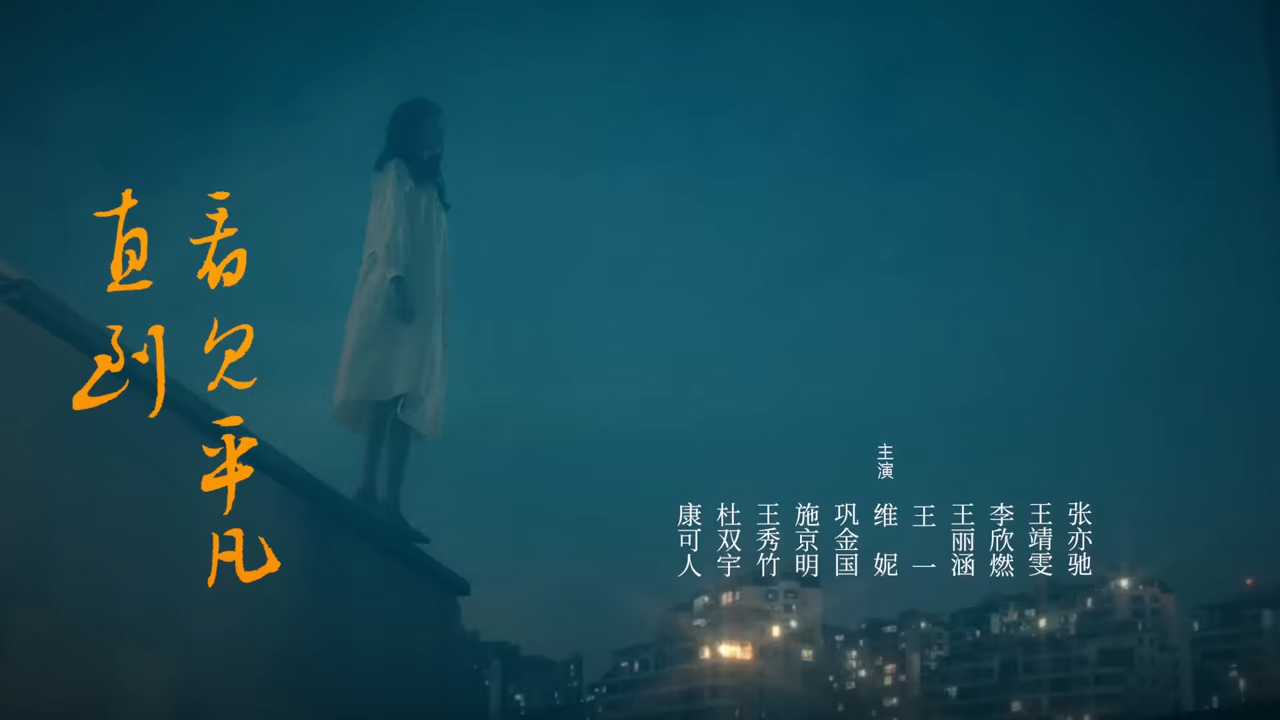 直到
看见平凡
主演
康可人
杜双宇
王秀竹
施京明
巩金国
维妮
王一
王丽涵
李欣燃
王靖雯
张亦驰